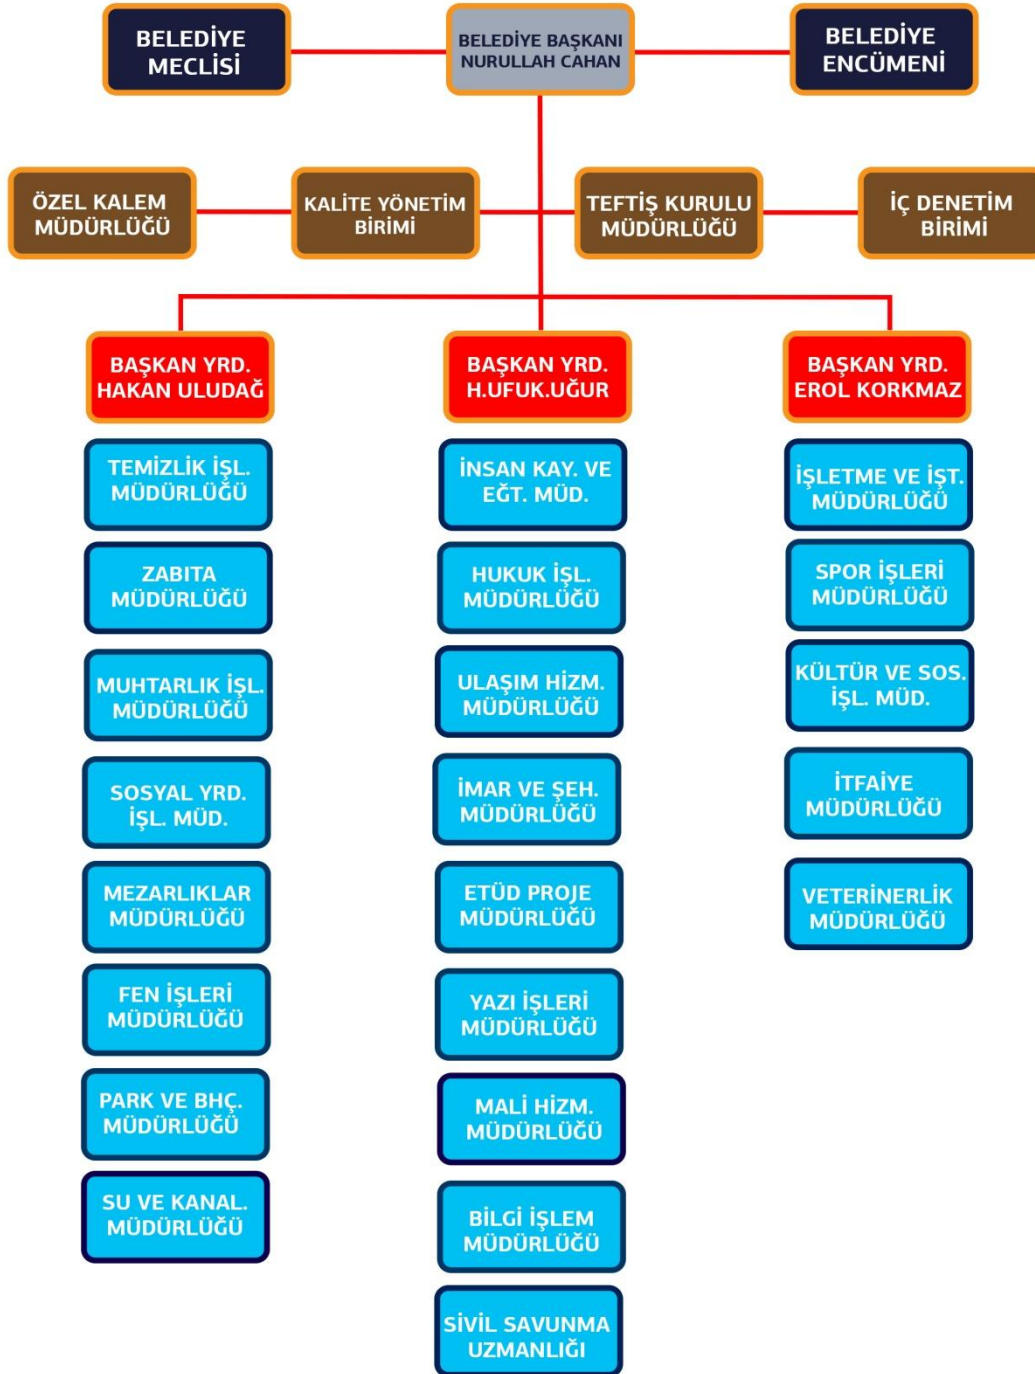 BELEDİYE
MECLİSİ
BELEDİYE BAŞKANI
NURULLAH CAHAN
BELEDİYE
ENCÜMENİ
ÖZEL KALEM
MÜDÜRLÜĞÜ
KALİTE YÖNETİM
BİRİMİ
TEFTİŞ KURULU
MÜDÜRLÜĞÜ
İÇ DENETİM
BİRİMİ
BAŞKAN YRD.
HAKAN ULUDAĞ
TEMİZLİK İŞL.
MÜDÜRLÜĞÜ
ZABITA
MÜDÜRLÜĞÜ
MUHTARLIK İŞL.
MÜDÜRLÜĞÜ
SOSYAL YRD.
İŞL. MÜD.
MEZARLIKLAR
MÜDÜRLÜĞÜ
FEN İŞLERİ
MÜDÜRLÜĞÜ
PARK VE BHÇ.
MÜDÜRLÜĞÜ
SU VE KANAL.
MÜDÜRLÜĞÜ
BAŞKAN YRD.
H.UFUK.UĞUR
İNSAN KAY. VE
EĞT. MÜD.
HUKUK İŞL.
MÜDÜRLÜĞÜ
ULAŞIM HİZM.
MÜDÜRLÜĞÜ
İMAR VE ŞEH.
MÜDÜRLÜĞÜ
ETÜD PROJE
MÜDÜRLÜĞÜ
YAZI İŞLERİ
MÜDÜRLÜĞÜ
MALİ HİZM.
MÜDÜRLÜĞÜ
BİLGİ İŞLEM
MÜDÜRLÜĞÜ
SİVİL SAVUNMA
UZMANLIĞI
BAŞKAN YRD.
EROL KORKMAZ
İŞLETME VE İŞT.
MÜDÜRLÜĞÜ
SPOR İŞLERİ
MÜDÜRLÜĞÜ
KÜLTÜR VE SOS.
İŞL. MÜD.
İTFAİYE
MÜDÜRLÜĞÜ
VETERİNERLİK
MÜDÜRLÜĞÜ